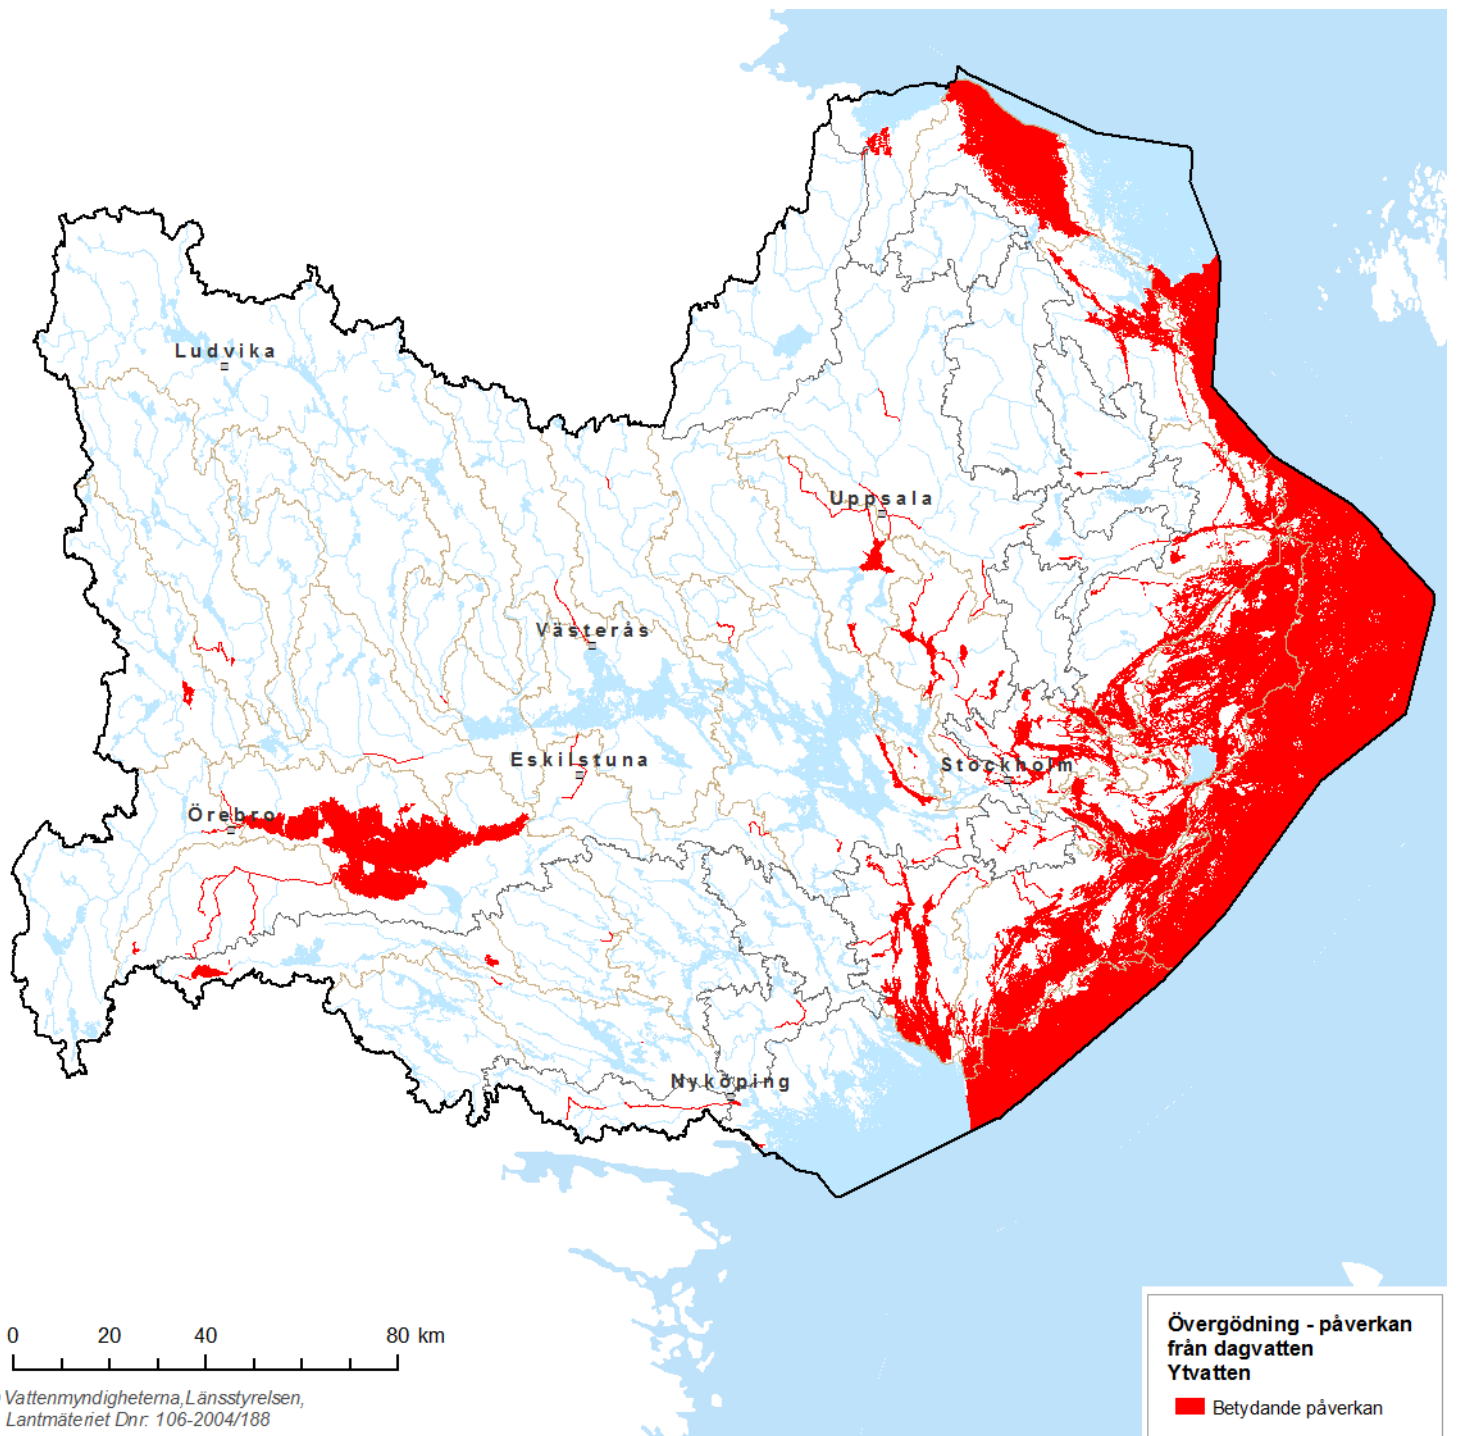 Ludvika
Uppsala
Västerås
Eskilstuna
Stockholm
Örebro
Nyköping
0 20 40 80 km
Vattenmyndigheterna,Länsstyrelsen,
Lantmäteriet Dnr: 106-2004/188
Övergödning - påverkan
från dagvatten
Ytvatten
Betydande påverkan